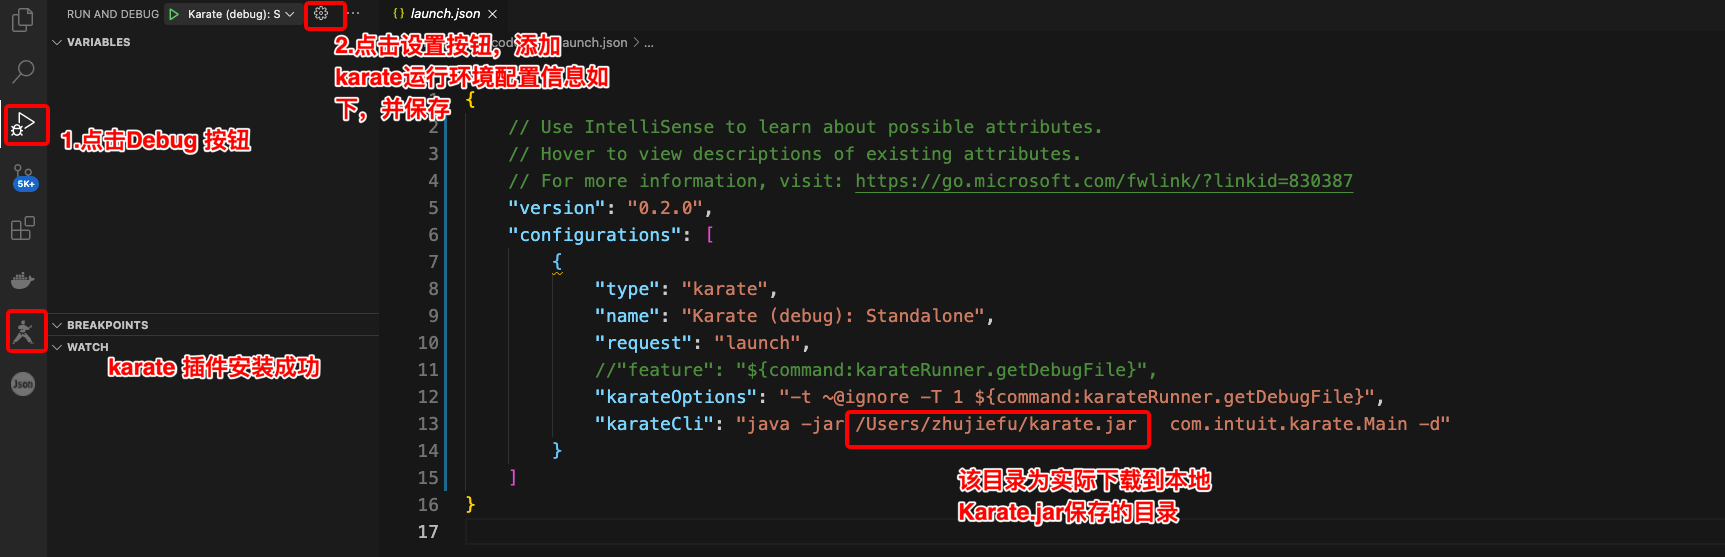 RUN AND DEBUG
Karate (debug): S
launch.json
VARIABLES
launch.json > ...
2.点击设置按钮，添加
karate运行环境配置信息如
下，并保存
1.点击Debug 按钮
5K+
BREAKPOINTS
WATCH
karate 插件安装成功
Json
1 {
2 // Use IntelliSense to learn about possible attributes.
3 // Hover to view descriptions of existing attributes.
4 // For more information, visit: https://go.microsoft.com/fwlink/?linkid=830387
5 "version": "0.2.0",
6 "configurations": [
7 {
8 "type": "karate",
9 "name": "Karate (debug): Standalone",
10 "request": "launch",
11 //"feature": "${command:karateRunner.getDebugFile}",
12 "karateOptions": "-t ~@ignore -T 1 ${command:karateRunner.getDebugFile}",
13 "karateCli": "java -jar /Users/zhujiefu/karate.jar com.intuit.karate.Main -d"
14 }
15 ]
16 }
17
该目录为实际下载到本地
Karate.jar保存的目录